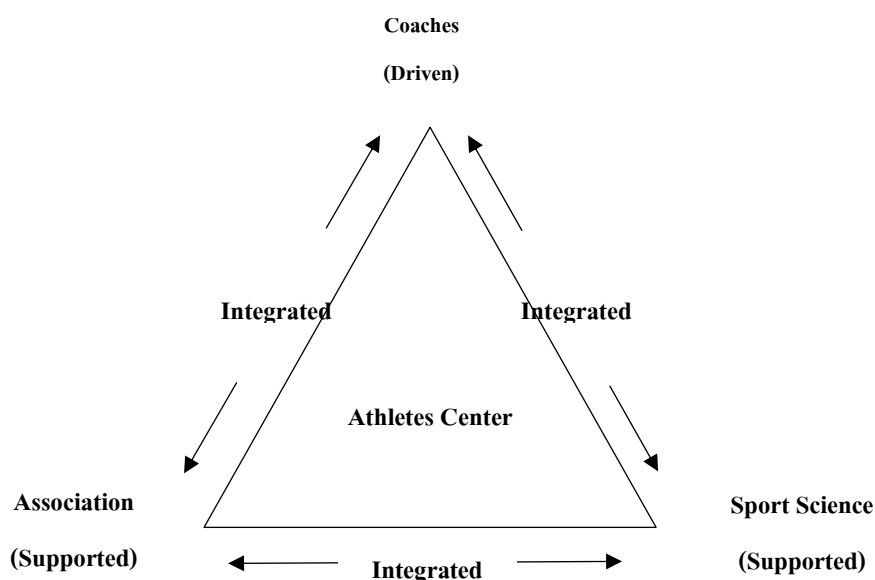 Coaches
(Driven)
Integrated
Integrated
Athletes Center
Association
(Supported)
Sport Science
(Supported)
Integrated